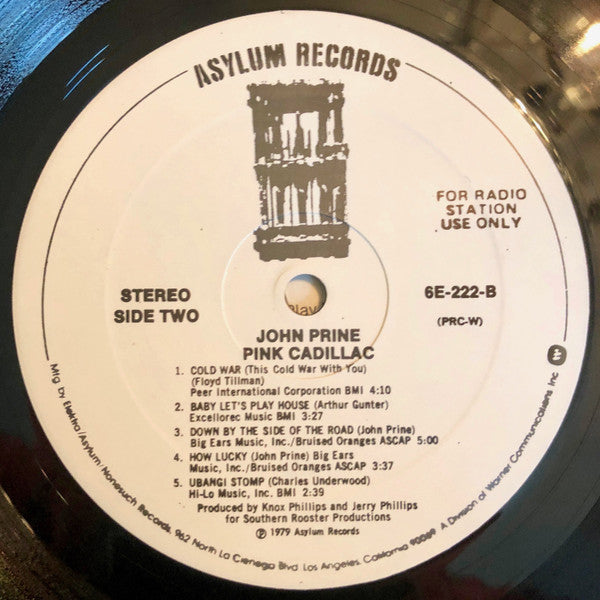 ASYLUM RECORDS
FOR RADIO
STATION
USE ONLY
STEREO
SIDE TWO
6E-222-B
(PRC-W)
Play
JOHN PRINE
PINK CADILLAC
1. COLD WAR (This Cold War With You)
(Floyd Tillman)
Peer International Corporation BMI 4:10
2. BABY LET'S PLAY HOUSE (Arthur Gunter)
Excellorec Music BMI 3:27
3. DOWN BY THE SIDE OF THE ROAD (John Prine)
Big Ears Music, Inc./Bruised Oranges ASCAP 5:00
4. HOW LUCKY (John Prine) Big Ears
Music, Inc./Bruised Oranges ASCAP 3:37
5. UBANGI STOMP (Charles Underwood)
Hi-Lo Music, Inc. BMI 2:39
Produced by Knox Phillips and Jerry Phillips
for Southern Rooster Productions
℗ 1979 Asylum Records
Mfg by Elektra/Asylum/Nonesuch Records, 962 North La Cienega Blvd. Los Angeles, California 90069. A Division of Warner Communications Inc